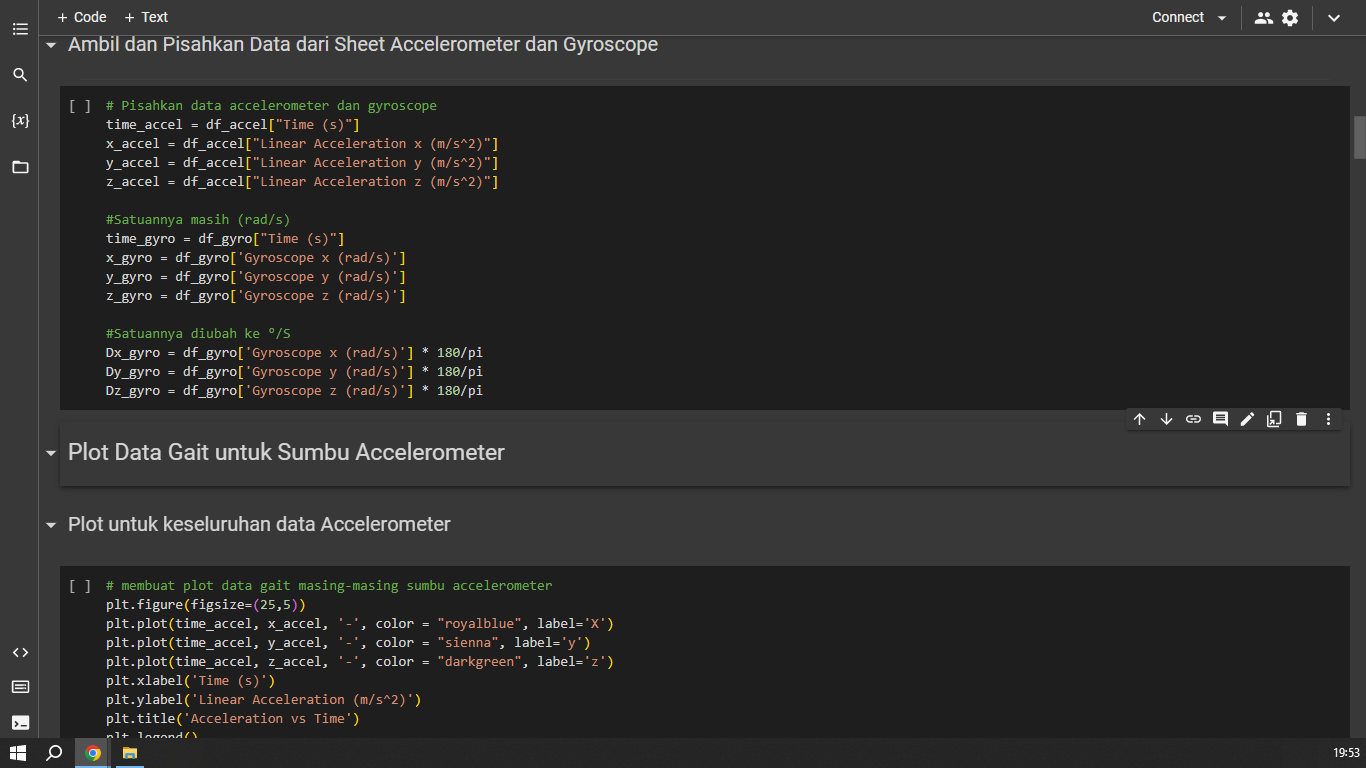 + Code + Text Connect
Ambil dan Pisahkan Data dari Sheet Accelerometer dan Gyroscope
[ ] # Pisahkan data accelerometer dan gyroscope
time_accel = df_accel["Time (s)"]
x_accel = df_accel["Linear Acceleration x (m/s^2)"]
y_accel = df_accel["Linear Acceleration y (m/s^2)"]
z_accel = df_accel["Linear Acceleration z (m/s^2)"]
#Satuannya masih (rad/s)
time_gyro = df_gyro["Time (s)"]
x_gyro = df_gyro['Gyroscope x (rad/s)']
y_gyro = df_gyro['Gyroscope y (rad/s)']
z_gyro = df_gyro['Gyroscope z (rad/s)']
#Satuannya diubah ke °/S
Dx_gyro = df_gyro['Gyroscope x (rad/s)'] * 180/pi
Dy_gyro = df_gyro['Gyroscope y (rad/s)'] * 180/pi
Dz_gyro = df_gyro['Gyroscope z (rad/s)'] * 180/pi
Plot Data Gait untuk Sumbu Accelerometer
Plot untuk keseluruhan data Accelerometer
[ ] # membuat plot data gait masing-masing sumbu accelerometer
plt.figure(figsize=(25,5))
plt.plot(time_accel, x_accel, '-', color = "royalblue", label='X')
plt.plot(time_accel, y_accel, '-', color = "sienna", label='y')
plt.plot(time_accel, z_accel, '-', color = "darkgreen", label='z')
plt.xlabel('Time (s)')
plt.ylabel('Linear Acceleration (m/s^2)')
plt.title('Acceleration vs Time')
plt.legend()
{x}
19:53